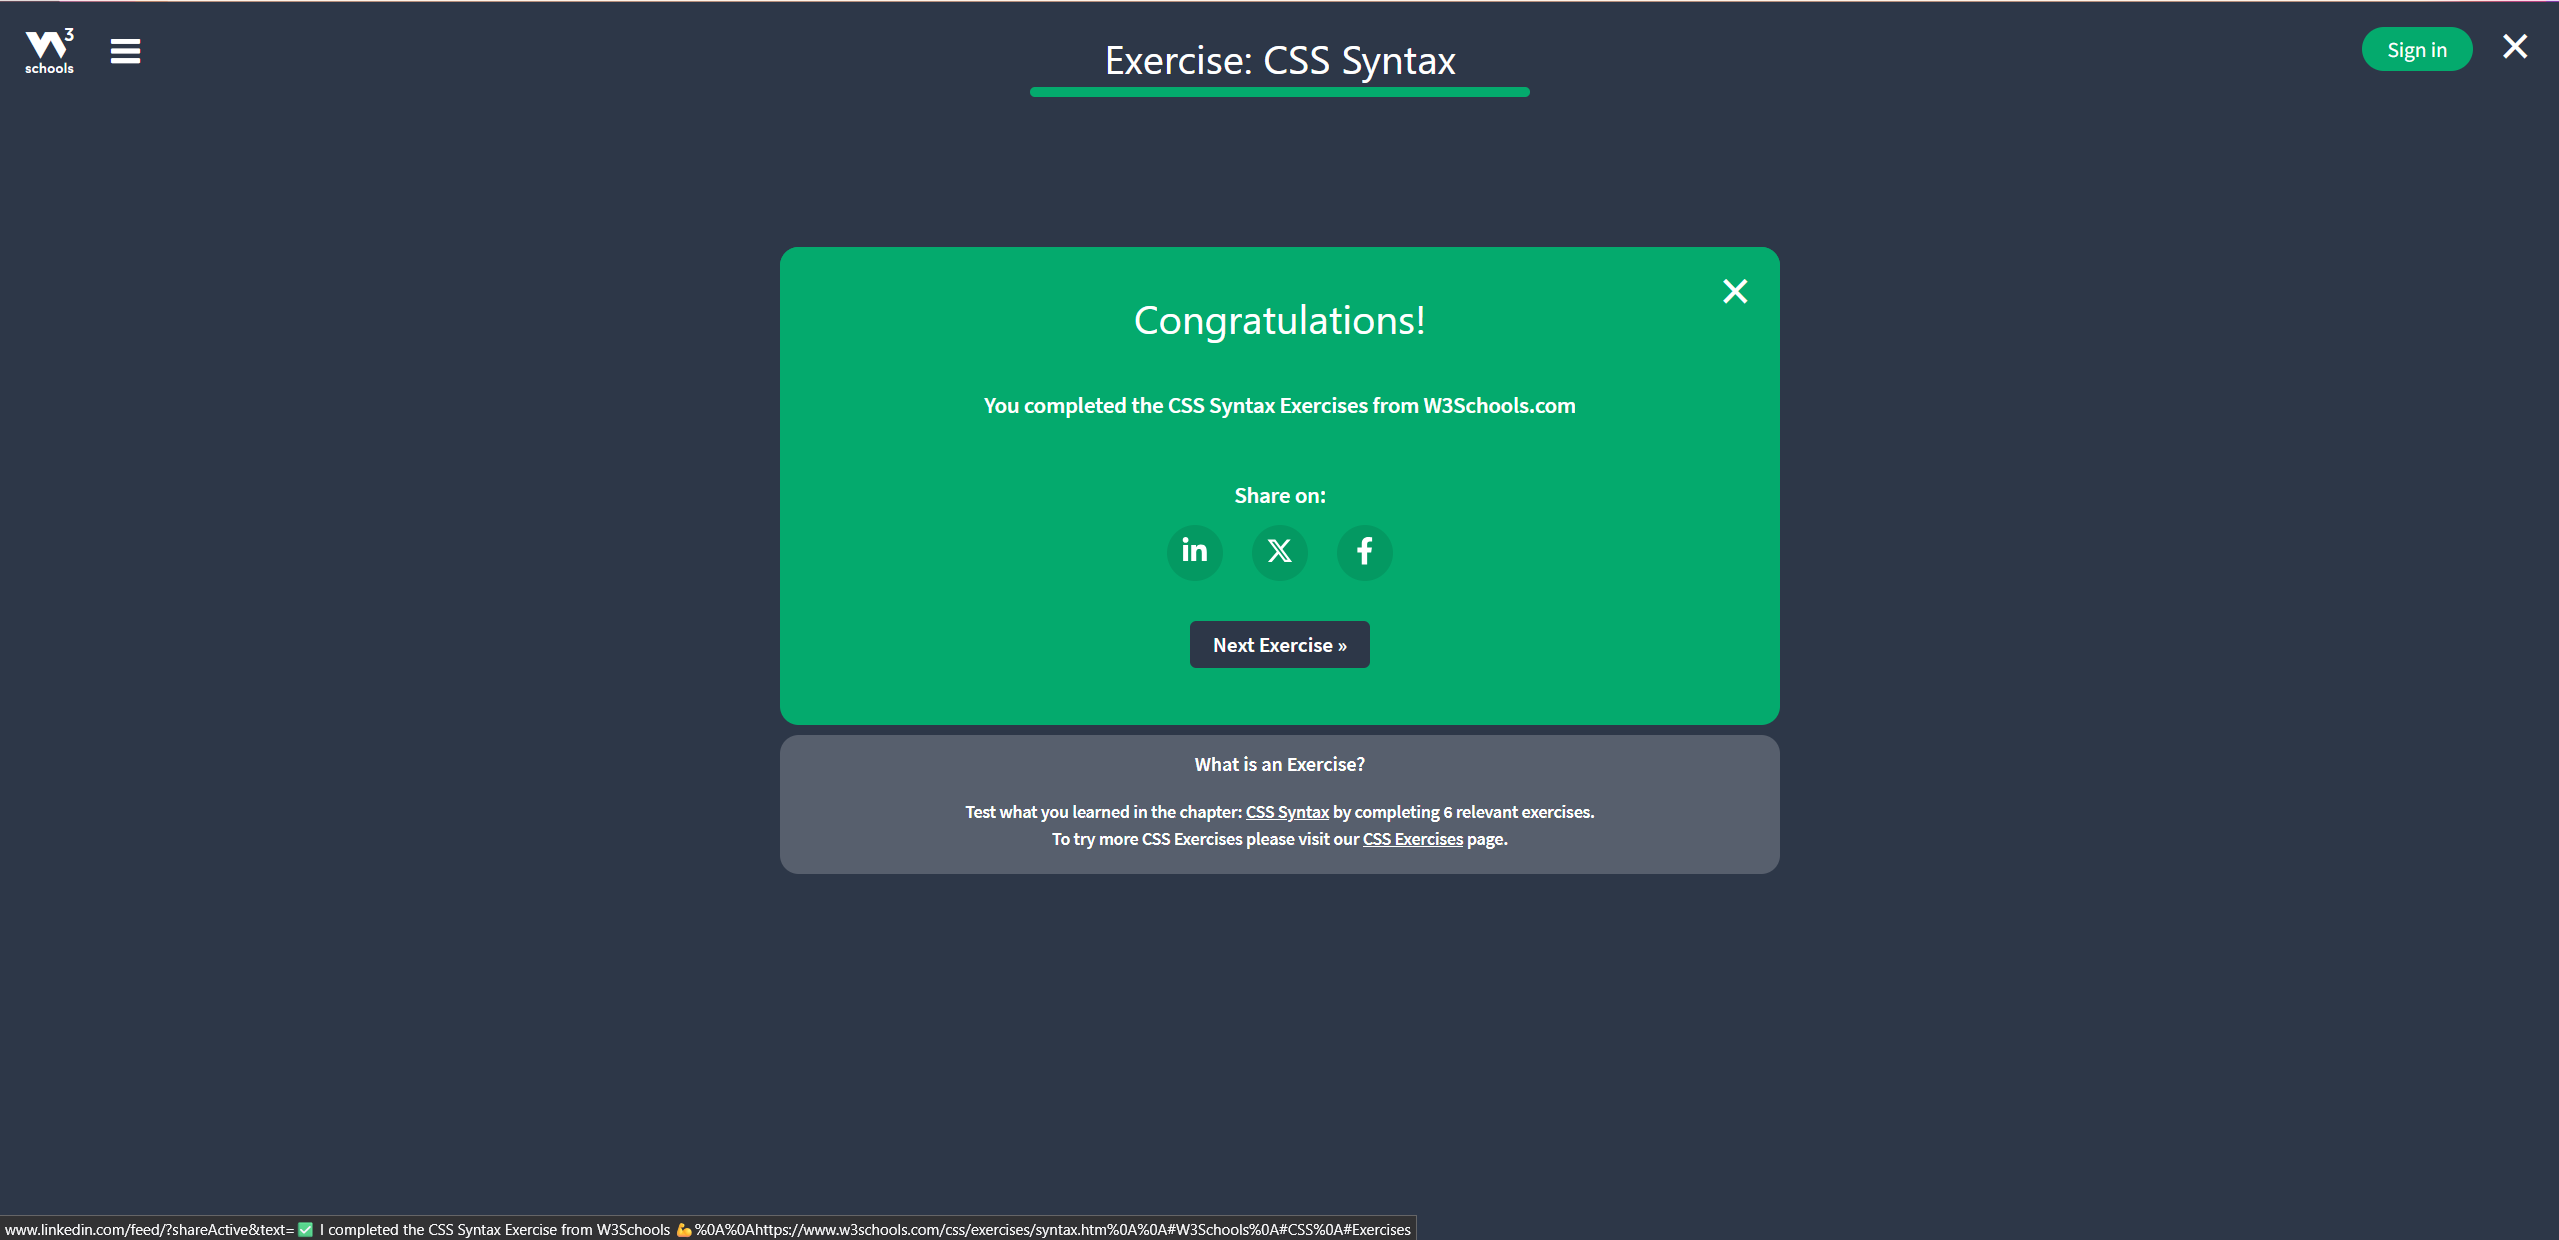 W3
schools
Exercise: CSS Syntax
Sign in
Congratulations!
You completed the CSS Syntax Exercises from W3Schools.com
Share on:
in X f
Next Exercise »
What is an Exercise?
Test what you learned in the chapter: CSS Syntax by completing 6 relevant exercises.
To try more CSS Exercises please visit our CSS Exercises page.
www.linkedin.com/feed/?shareActive&text=✅ I completed the CSS Syntax Exercise from W3Schools 💪%0A%0Ahttps://www.w3schools.com/css/exercises/syntax.htm%0A%0A#W3Schools%0A#CSS%0A#Exercises